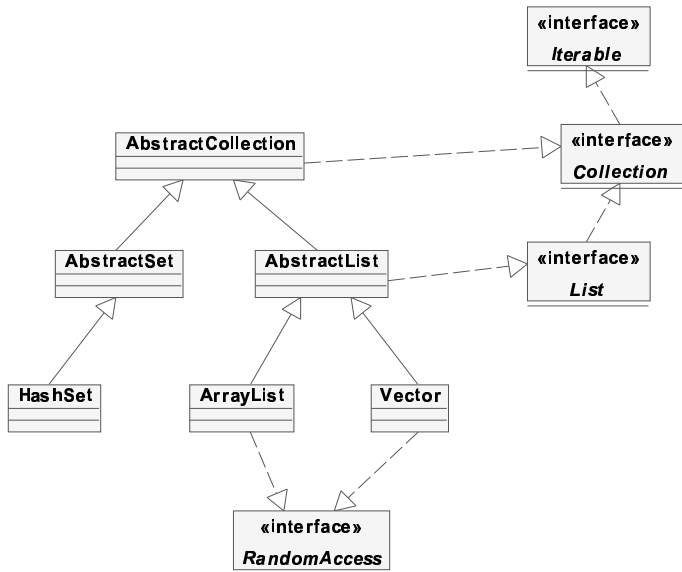 «interface»
Iterable
AbstractCollection
«interface»
Collection
AbstractSet
AbstractList
«interface»
List
HashSet
ArrayList
Vector
«interface»
RandomAccess